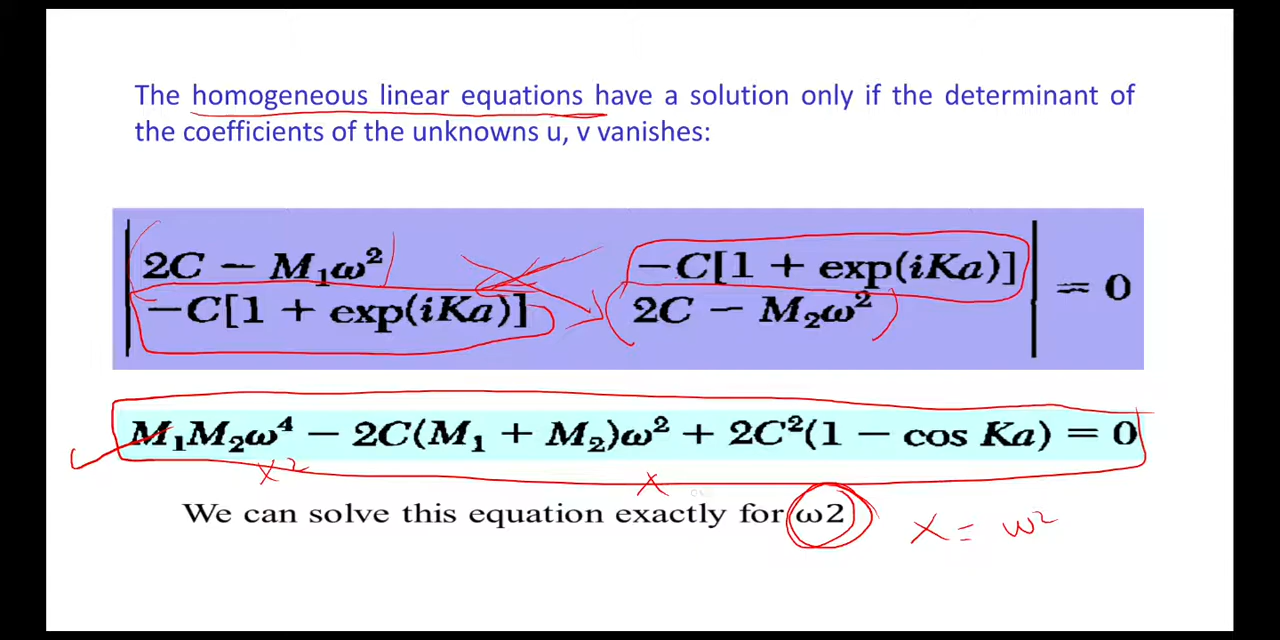 The homogeneous linear equations have a solution only if the determinant of
the coefficients of the unknowns u, v vanishes:
2C − M₁ω² −C[1 + exp(iKa)]
−C[1 + exp(iKa)] 2C − M₂ω² = 0
M₁M₂ω⁴ − 2C(M₁ + M₂)ω² + 2C²(1 − cos Ka) = 0
x² x
We can solve this equation exactly for ω2
x = ω²